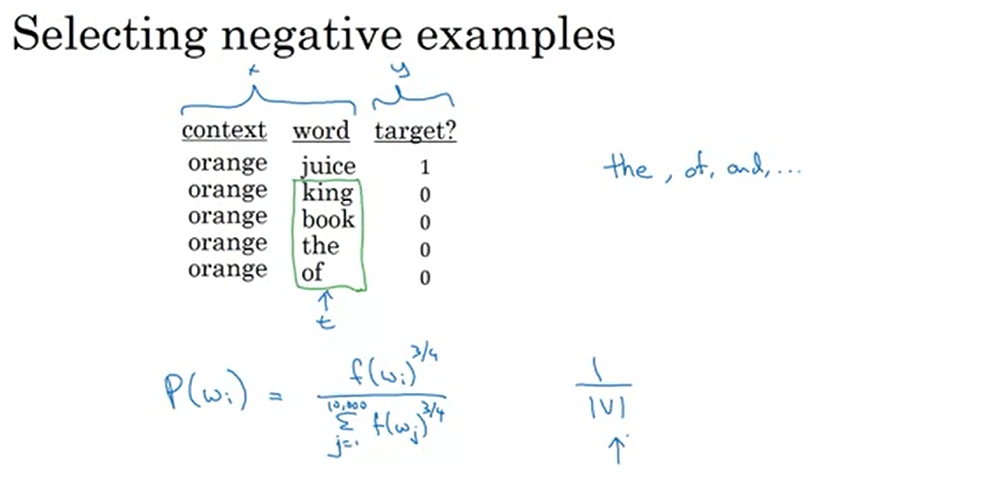 Selecting negative examples
x y
context word target?
orange juice 1
orange king 0
orange book 0
orange the 0
orange of 0
the, of, and, ...
↑
t
P(wᵢ) = f(wᵢ)^3/4 / 10,000 Σ j=1 f(wⱼ)^3/4
1 / |V|
↑